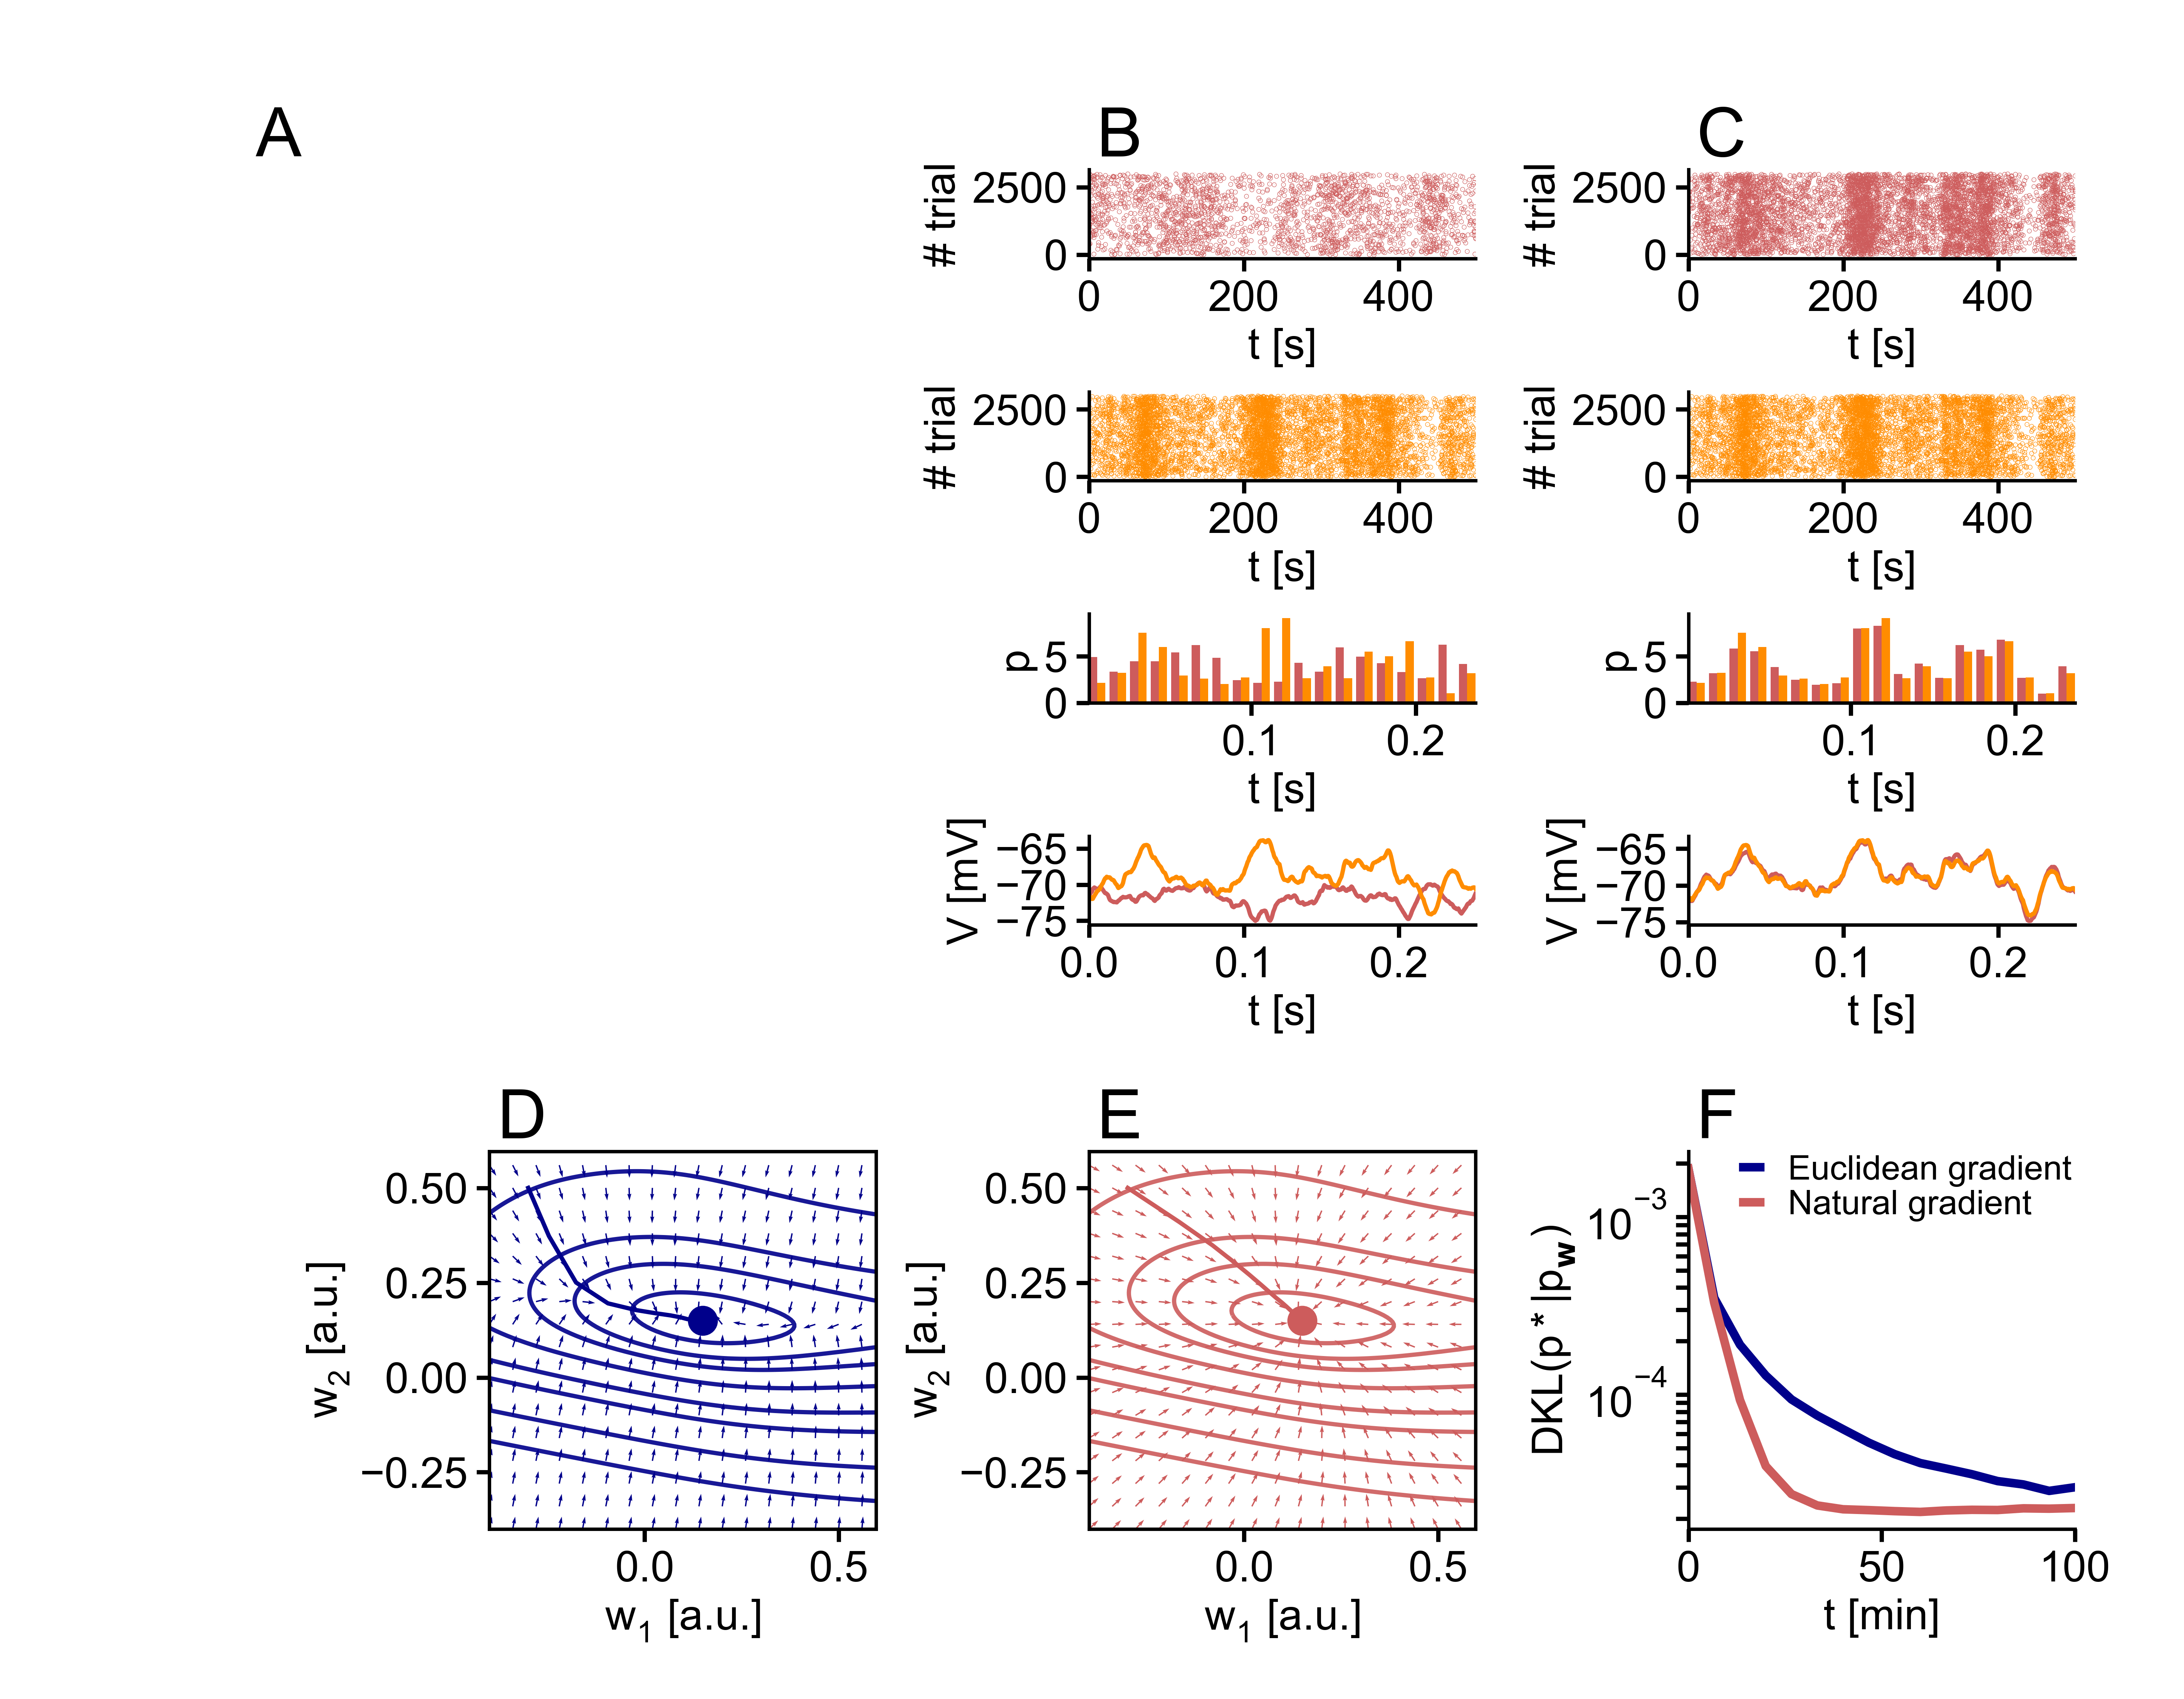 A
B
C
# trial
2500
0
0
200
400
t [s]
# trial
2500
0
0
200
400
t [s]
# trial
2500
0
0
200
400
t [s]
# trial
2500
0
0
200
400
t [s]
p
5
0
0.1
0.2
t [s]
p
5
0
0.1
0.2
t [s]
V [mV]
−65
−70
−75
0.0
0.1
0.2
t [s]
V [mV]
−65
−70
−75
0.0
0.1
0.2
t [s]
D
w2 [a.u.]
0.50
0.25
0.00
−0.25
0.0
0.5
w1 [a.u.]
E
w2 [a.u.]
0.50
0.25
0.00
−0.25
0.0
0.5
w1 [a.u.]
F
Euclidean gradient
Natural gradient
DKL(p* |pw)
10−3
10−4
0
50
100
t [min]